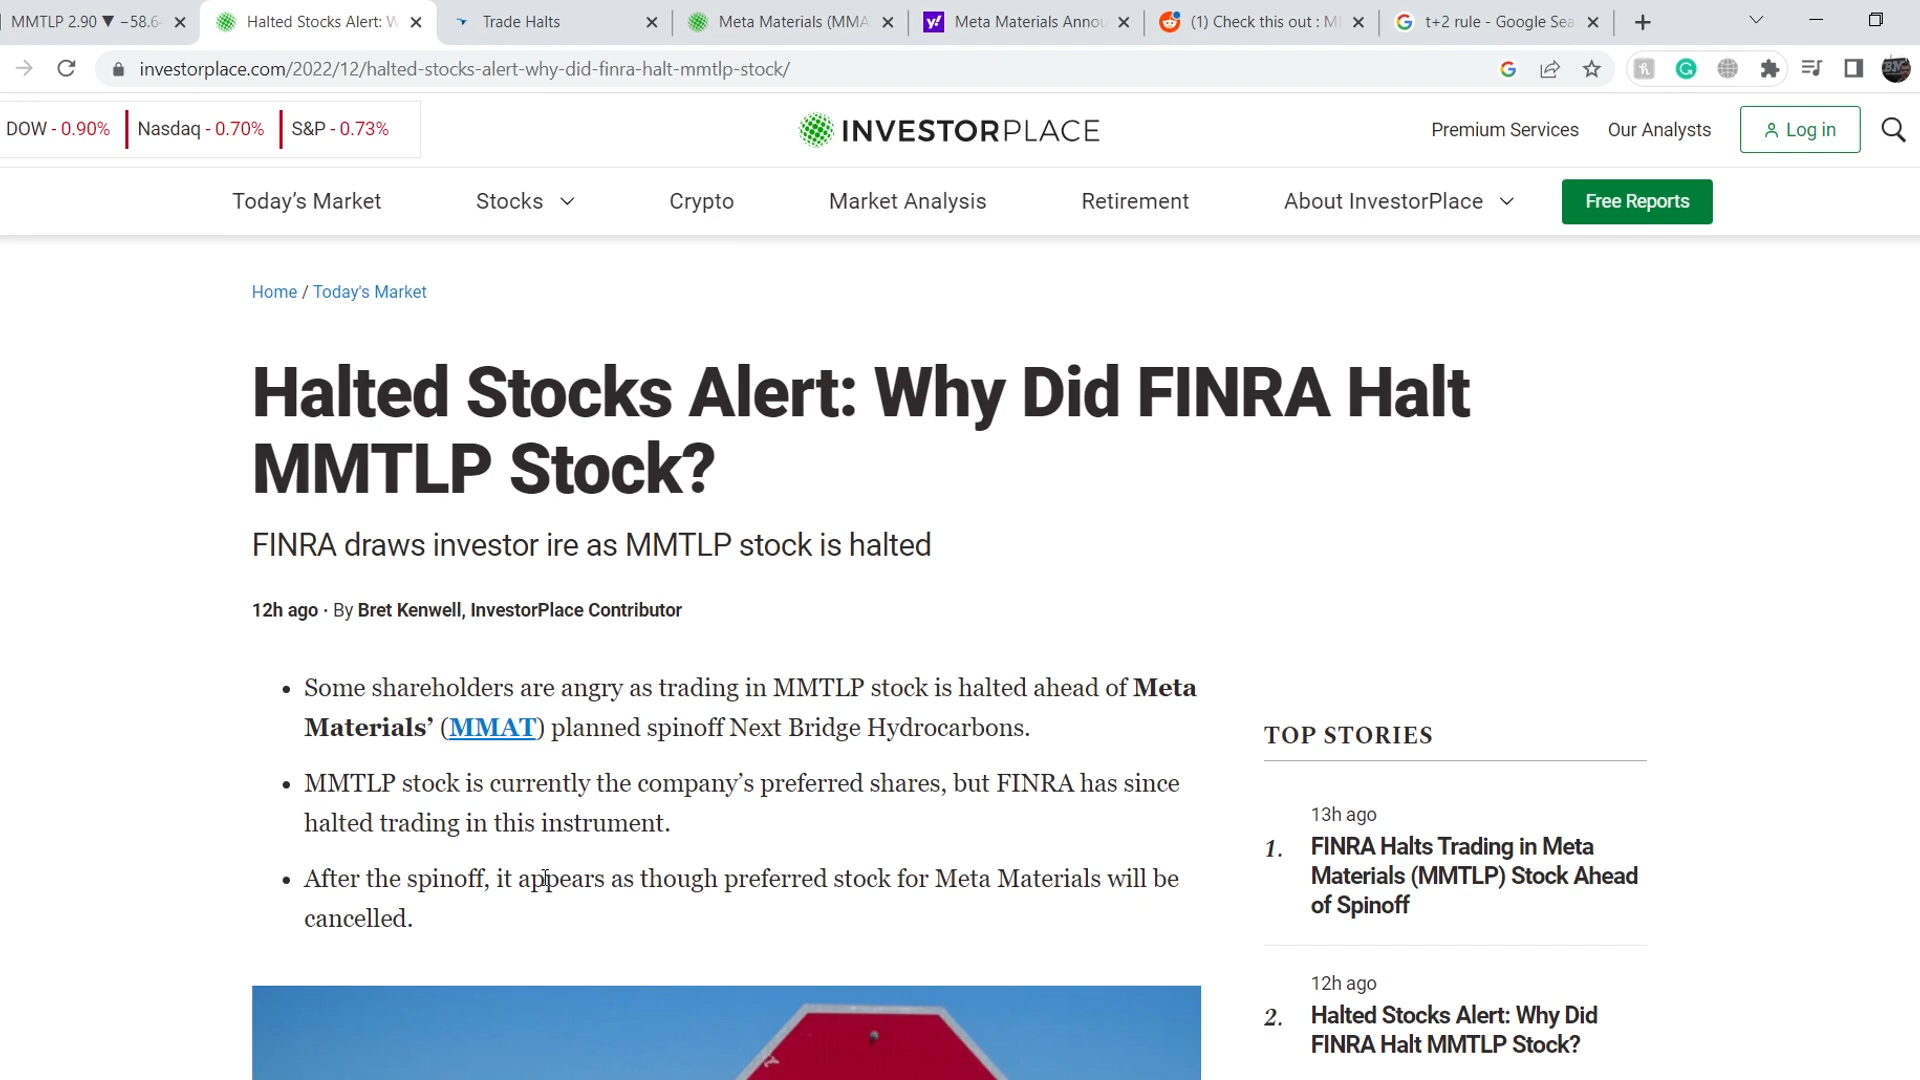 MMTLP 2.90 ▼ −58.6
Halted Stocks Alert: W
Trade Halts
Meta Materials (MMA
Meta Materials Annou
(1) Check this out : M
t+2 rule - Google Sea
investorplace.com/2022/12/halted-stocks-alert-why-did-finra-halt-mmtlp-stock/
DOW - 0.90% Nasdaq - 0.70% S&P - 0.73%
INVESTORPLACE
Premium Services Our Analysts Log in
Today’s Market Stocks Crypto Market Analysis Retirement About InvestorPlace Free Reports
Home / Today's Market
Halted Stocks Alert: Why Did FINRA Halt
MMTLP Stock?
FINRA draws investor ire as MMTLP stock is halted
12h ago · By Bret Kenwell, InvestorPlace Contributor
• Some shareholders are angry as trading in MMTLP stock is halted ahead of Meta
Materials’ (MMAT) planned spinoff Next Bridge Hydrocarbons.
• MMTLP stock is currently the company’s preferred shares, but FINRA has since
halted trading in this instrument.
• After the spinoff, it appears as though preferred stock for Meta Materials will be
cancelled.
TOP STORIES
13h ago
1. FINRA Halts Trading in Meta
Materials (MMTLP) Stock Ahead
of Spinoff
12h ago
2. Halted Stocks Alert: Why Did
FINRA Halt MMTLP Stock?